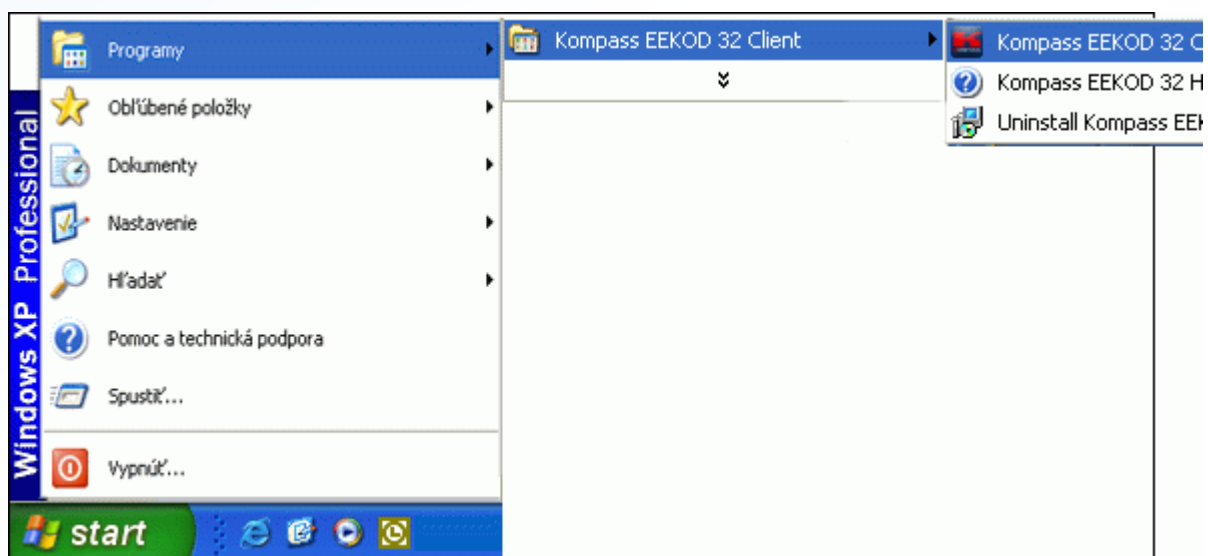 Programy
Obľúbené položky
Dokumenty
Nastavenie
Hľadať
Pomoc a technická podpora
Spustiť...
Vypnúť...
Windows XP Professional
start
Kompass EEKOD 32 Client
Kompass EEKOD 32 C
Kompass EEKOD 32 H
Uninstall Kompass EEK